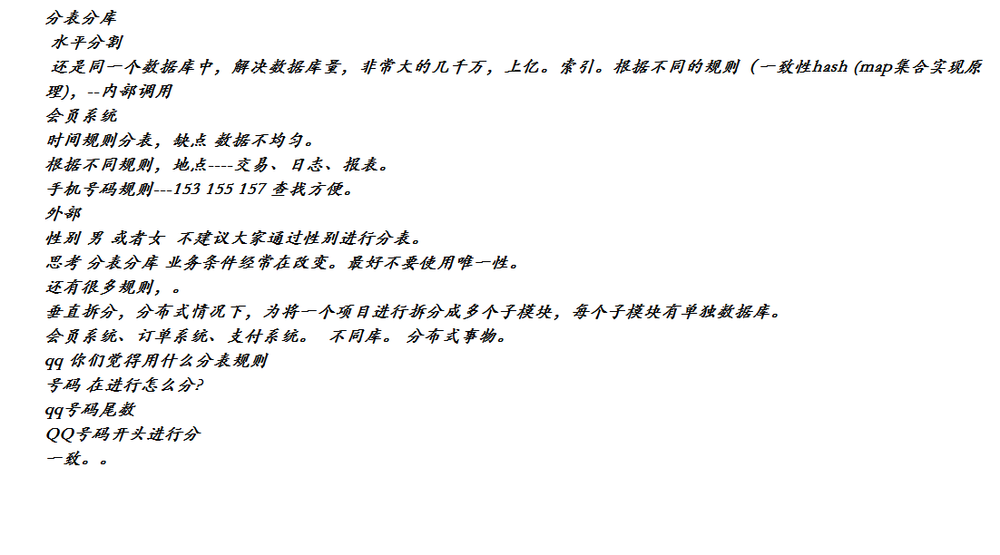 分表分库
水平分割
还是同一个数据库中，解决数据库量，非常大的几千万，上亿。索引。根据不同的规则（一致性hash (map集合实现原
理)，--内部调用
会员系统
时间规则分表，缺点 数据不均匀。
根据不同规则，地点----交易、日志、报表。
手机号码规则---153 155 157 查找方便。
外部
性别 男 或者女  不建议大家通过性别进行分表。
思考 分表分库 业务条件经常在改变。最好不要使用唯一性。
还有很多规则，。
垂直拆分，分布式情况下，为将一个项目进行拆分成多个子模块，每个子模块有单独数据库。
会员系统、订单系统、支付系统。  不同库。 分布式事物。
qq 你们觉得用什么分表规则
号码 在进行怎么分?
qq号码尾数
QQ号码开头进行分
一致。。